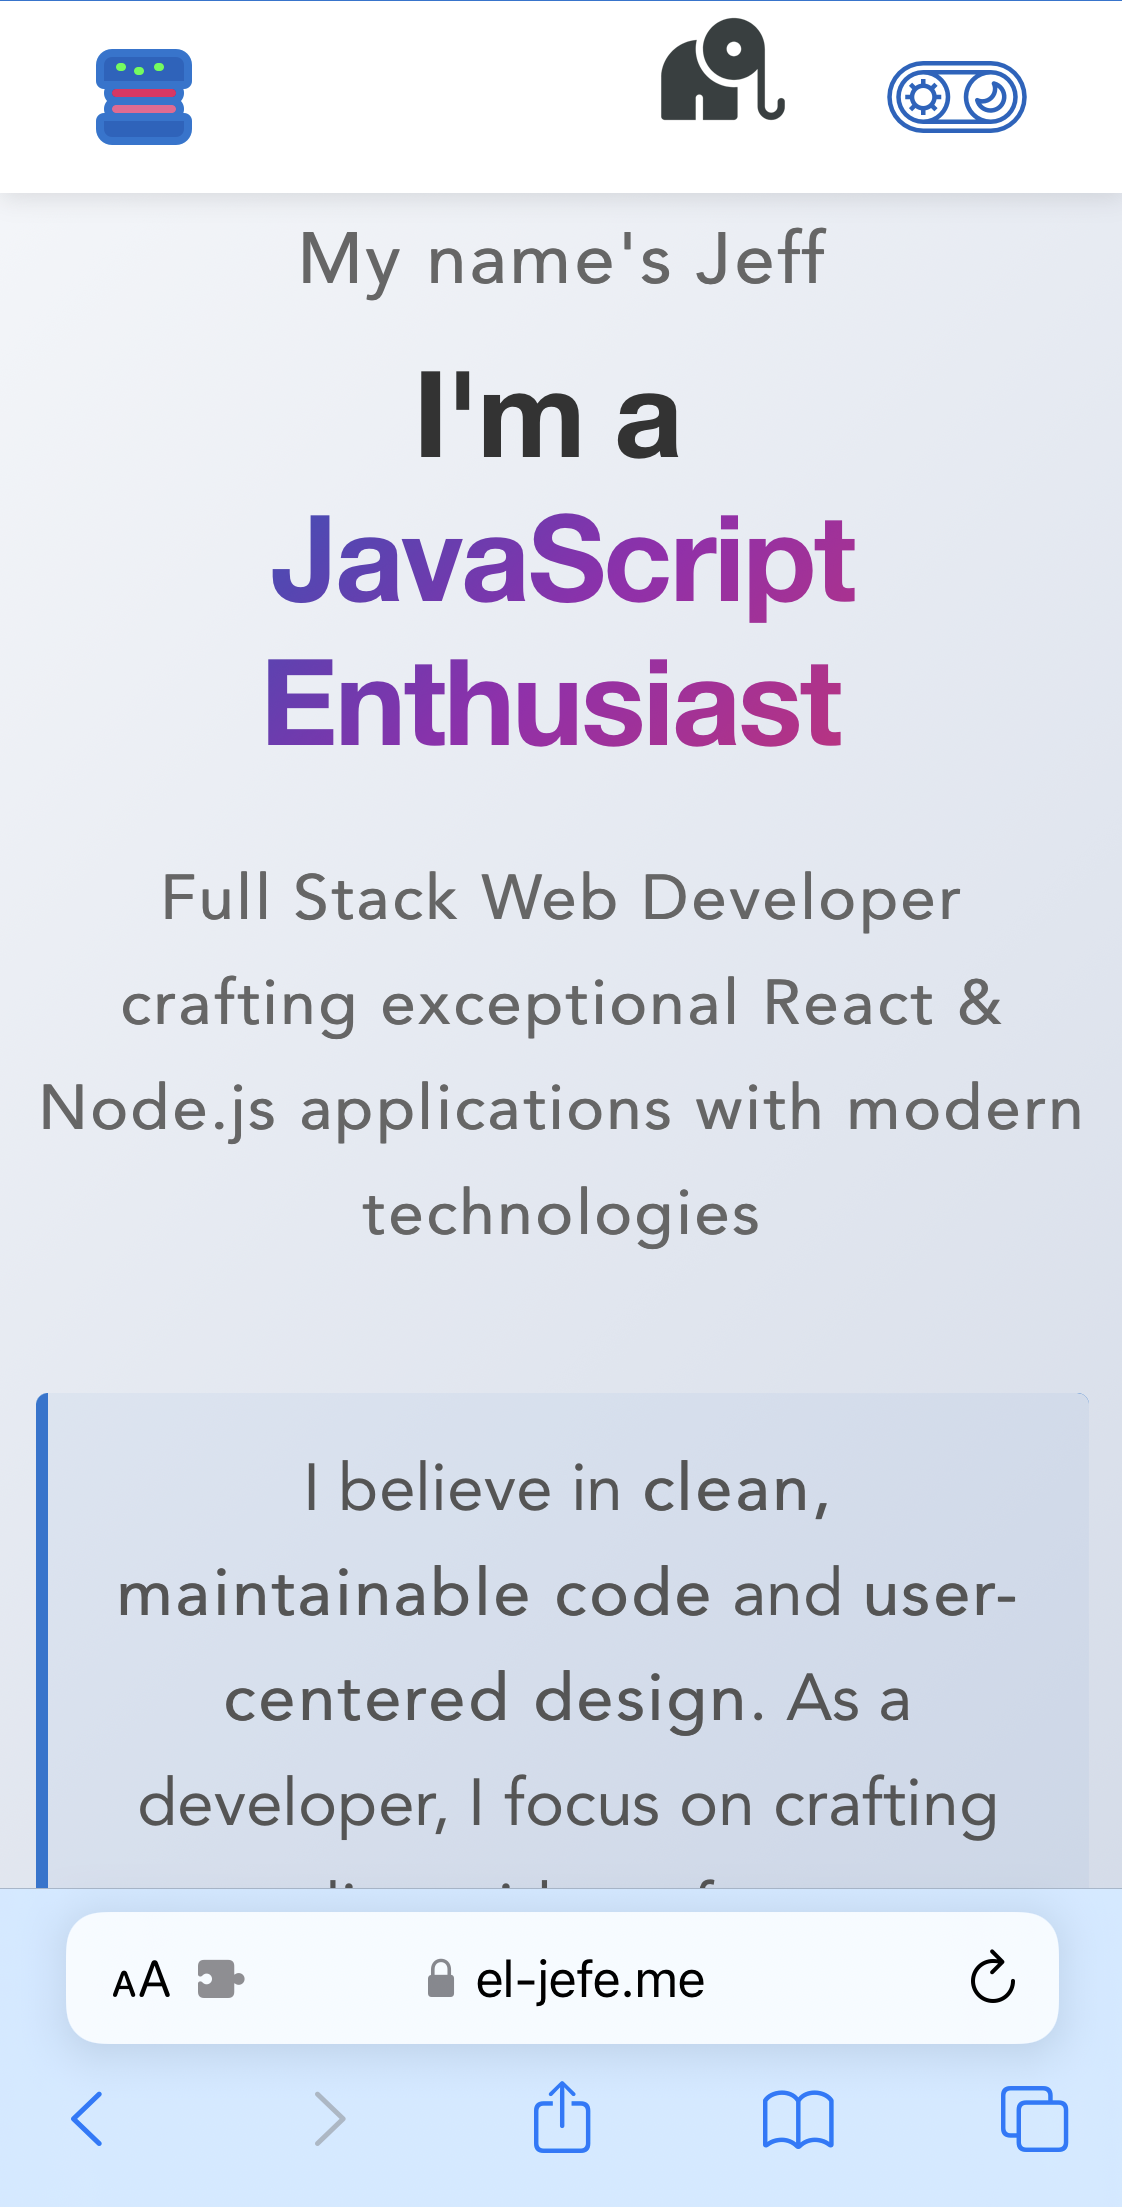 My name's Jeff
I'm a
JavaScript
Enthusiast
Full Stack Web Developer
crafting exceptional React &
Node.js applications with modern
technologies
I believe in clean,
maintainable code and user-
centered design. As a
developer, I focus on crafting
AA
el-jefe.me